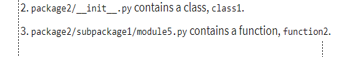 2. package2/__init__.py contains a class, class1.
3. package2/subpackage1/module5.py contains a function, function2.